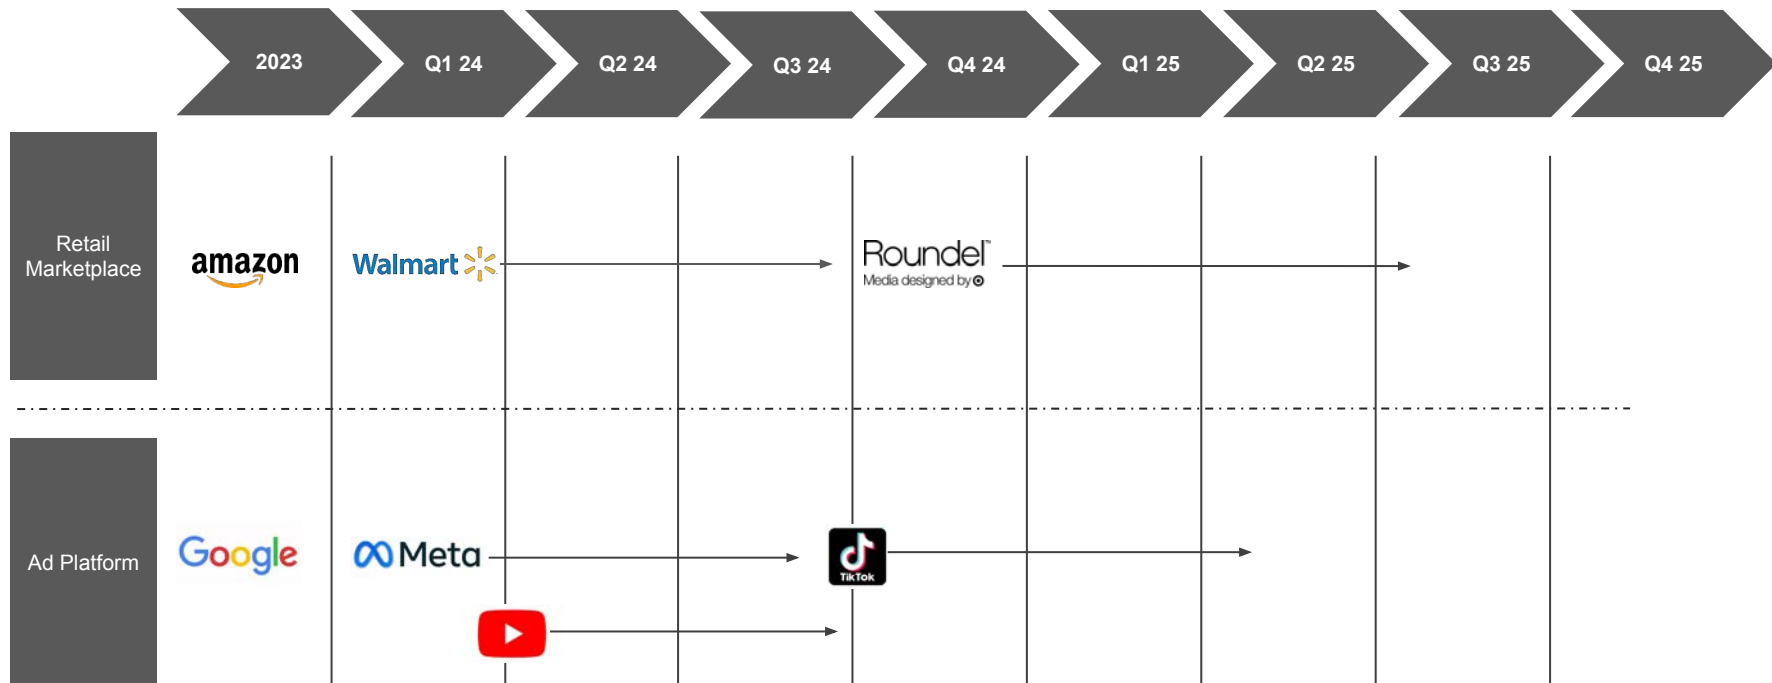 2023
Q1 24
Q2 24
Q3 24
Q4 24
Q1 25
Q2 25
Q3 25
Q4 25
Retail
Marketplace
amazon
Walmart
Roundel™
Media designed by
Ad Platform
Google
Meta
TikTok